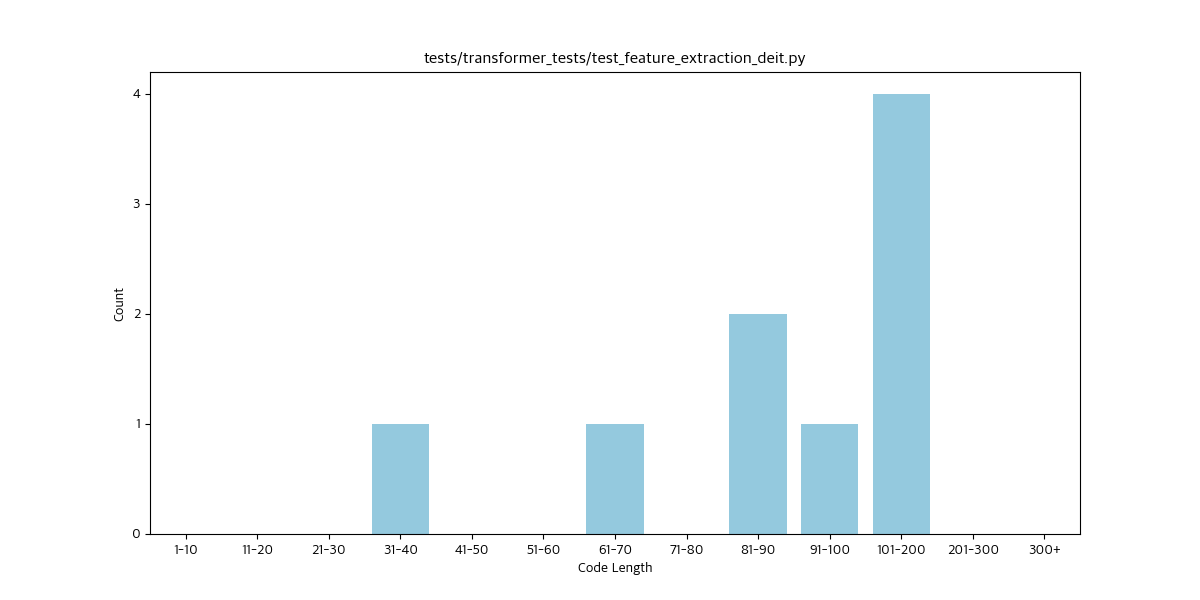 tests/transformer_tests/test_feature_extraction_deit.py
4
3
2
1
0
Count
1-10 11-20 21-30 31-40 41-50 51-60 61-70 71-80 81-90 91-100 101-200 201-300 300+
Code Length